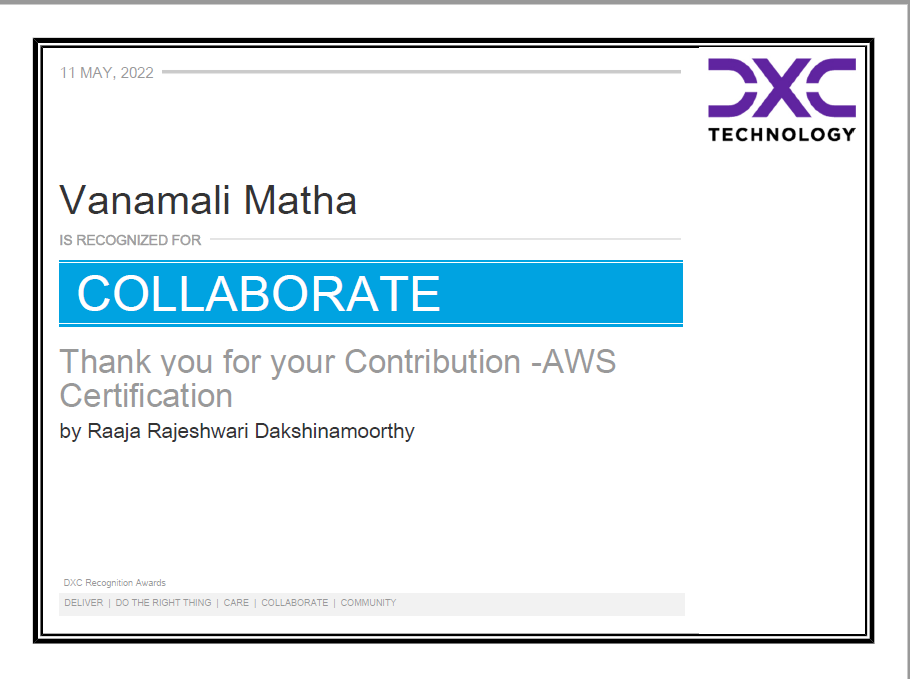 11 MAY, 2022
DXC
TECHNOLOGY
Vanamali Matha
IS RECOGNIZED FOR
COLLABORATE
Thank you for your Contribution -AWS
Certification
by Raaja Rajeshwari Dakshinamoorthy
DXC Recognition Awards
DELIVER | DO THE RIGHT THING | CARE | COLLABORATE | COMMUNITY